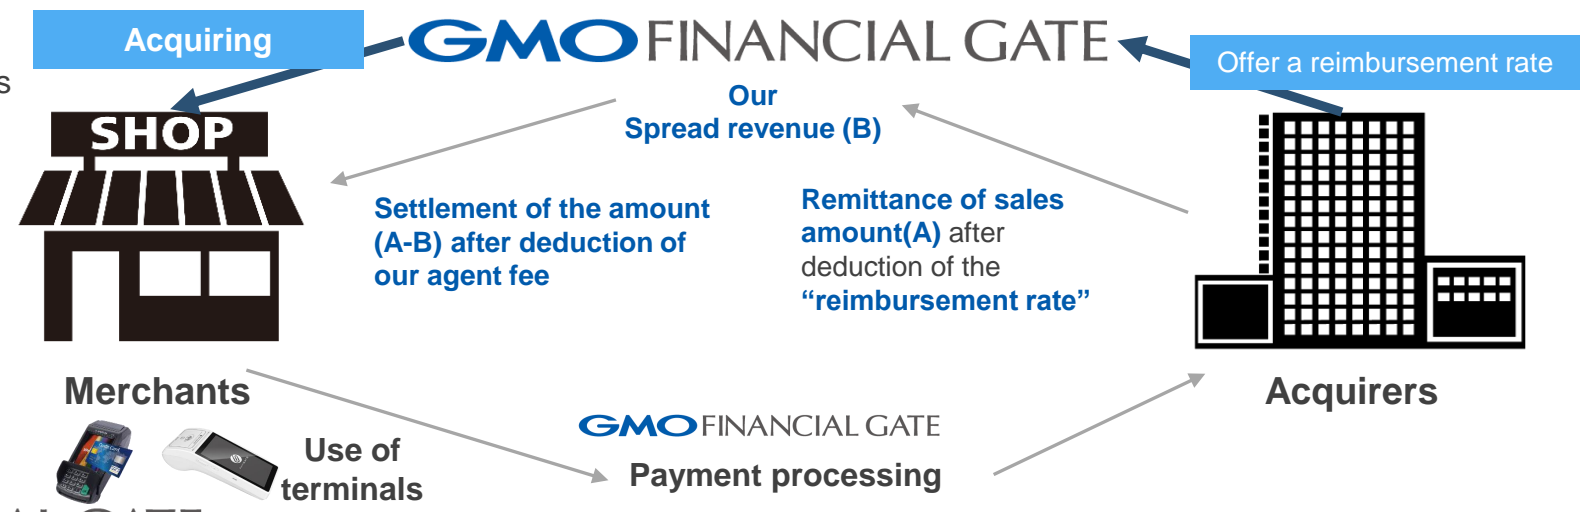 Acquiring
GMO FINANCIAL GATE
Offer a reimbursement rate
s
SHOP
Our
Spread revenue (B)
Settlement of the amount
(A-B) after deduction of
our agent fee
Remittance of sales
amount(A) after
deduction of the
“reimbursement rate”
Merchants
Acquirers
GMO FINANCIAL GATE
Payment processing
Use of
terminals